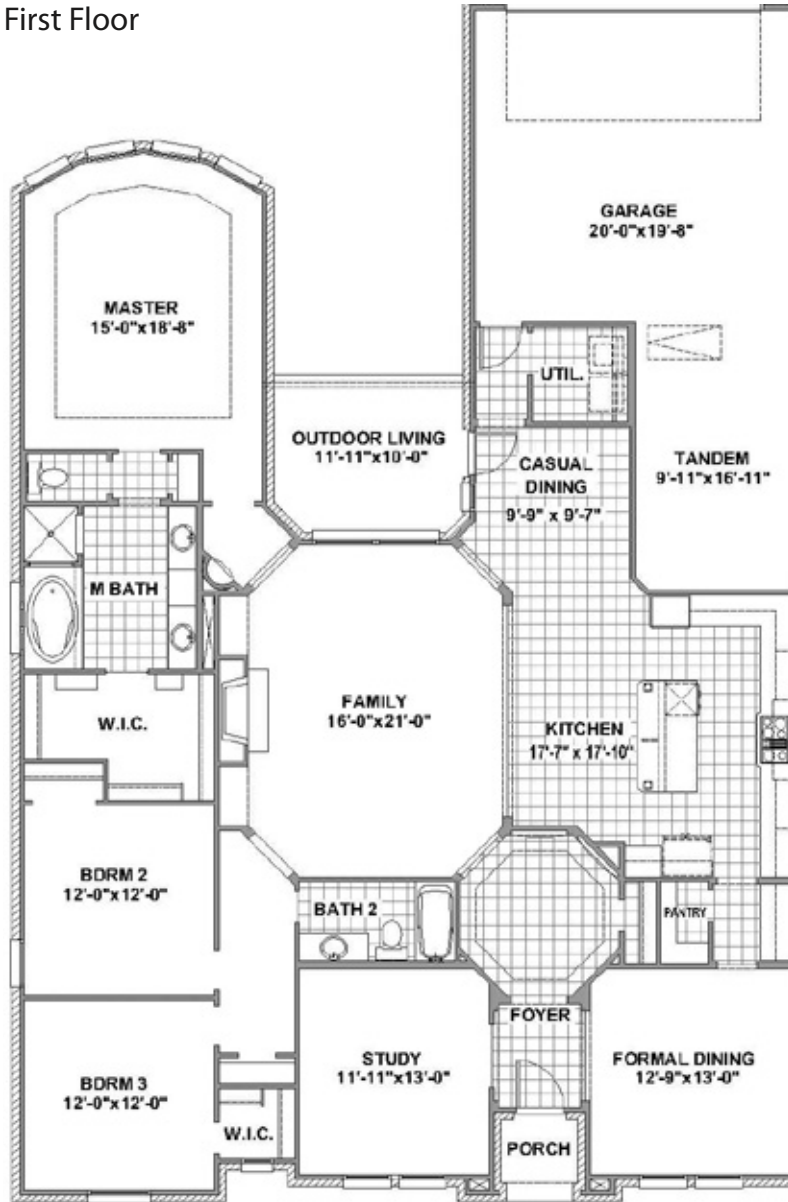 First Floor
GARAGE
20'-0"x19'-8"
MASTER
15'-0"x18'-8"
UTIL.
OUTDOOR LIVING
11'-11"x10'-0"
CASUAL
DINING
9'-9" x 9'-7"
TANDEM
9'-11"x16'-11"
M BATH
FAMILY
16'-0"x21'-0"
W.I.C.
KITCHEN
17'-7" x 17'-10"
BDRM 2
12'-0"x12'-0"
BATH 2
PANTRY
FOYER
STUDY
11'-11"x13'-0"
FORMAL DINING
12'-9"x13'-0"
BDRM 3
12'-0"x12'-0"
W.I.C.
PORCH